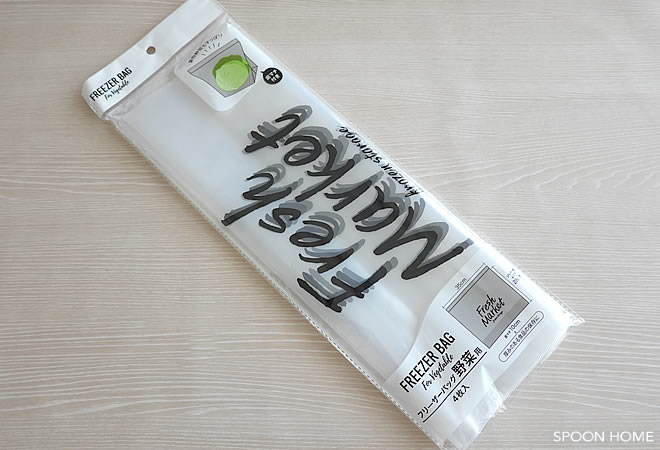 FREEZER BAG
For Vegetable
Fresh
Market
frozen storage
35cm
Fresh
Market
FREEZER BAG
For Vegetable
フリーザーバッグ 野菜用
4枚入
SPOON HOME